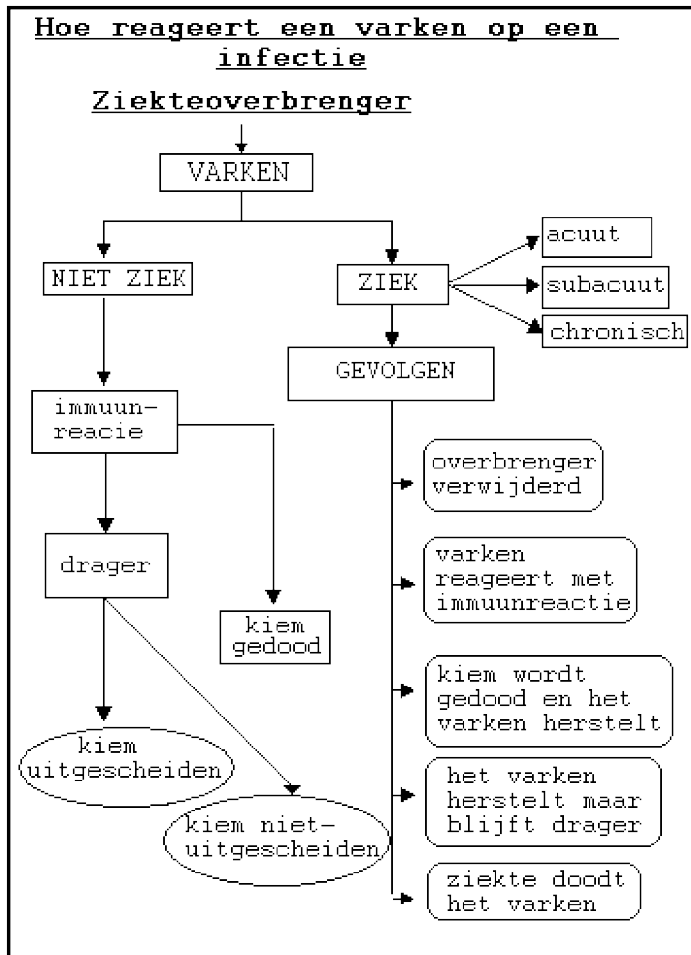 Hoe reageert een varken op een
infectie
Ziekteoverbrenger
VARKEN
NIET ZIEK
ZIEK
acuut
subacuut
chronisch
GEVOLGEN
immuun-
reacie
drager
kiem
gedood
kiem
uitgescheiden
kiem niet-
uitgescheiden
overbrenger
verwijderd
varken
reageert met
immuunreactie
kiem wordt
gedood en het
varken herstelt
het varken
herstelt maar
blijft drager
ziekte doodt
het varken